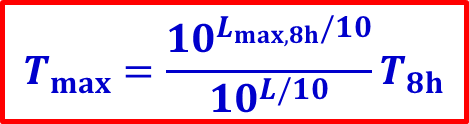 T_max = 10^{L_max,8h/10} / 10^{L/10} T_8h